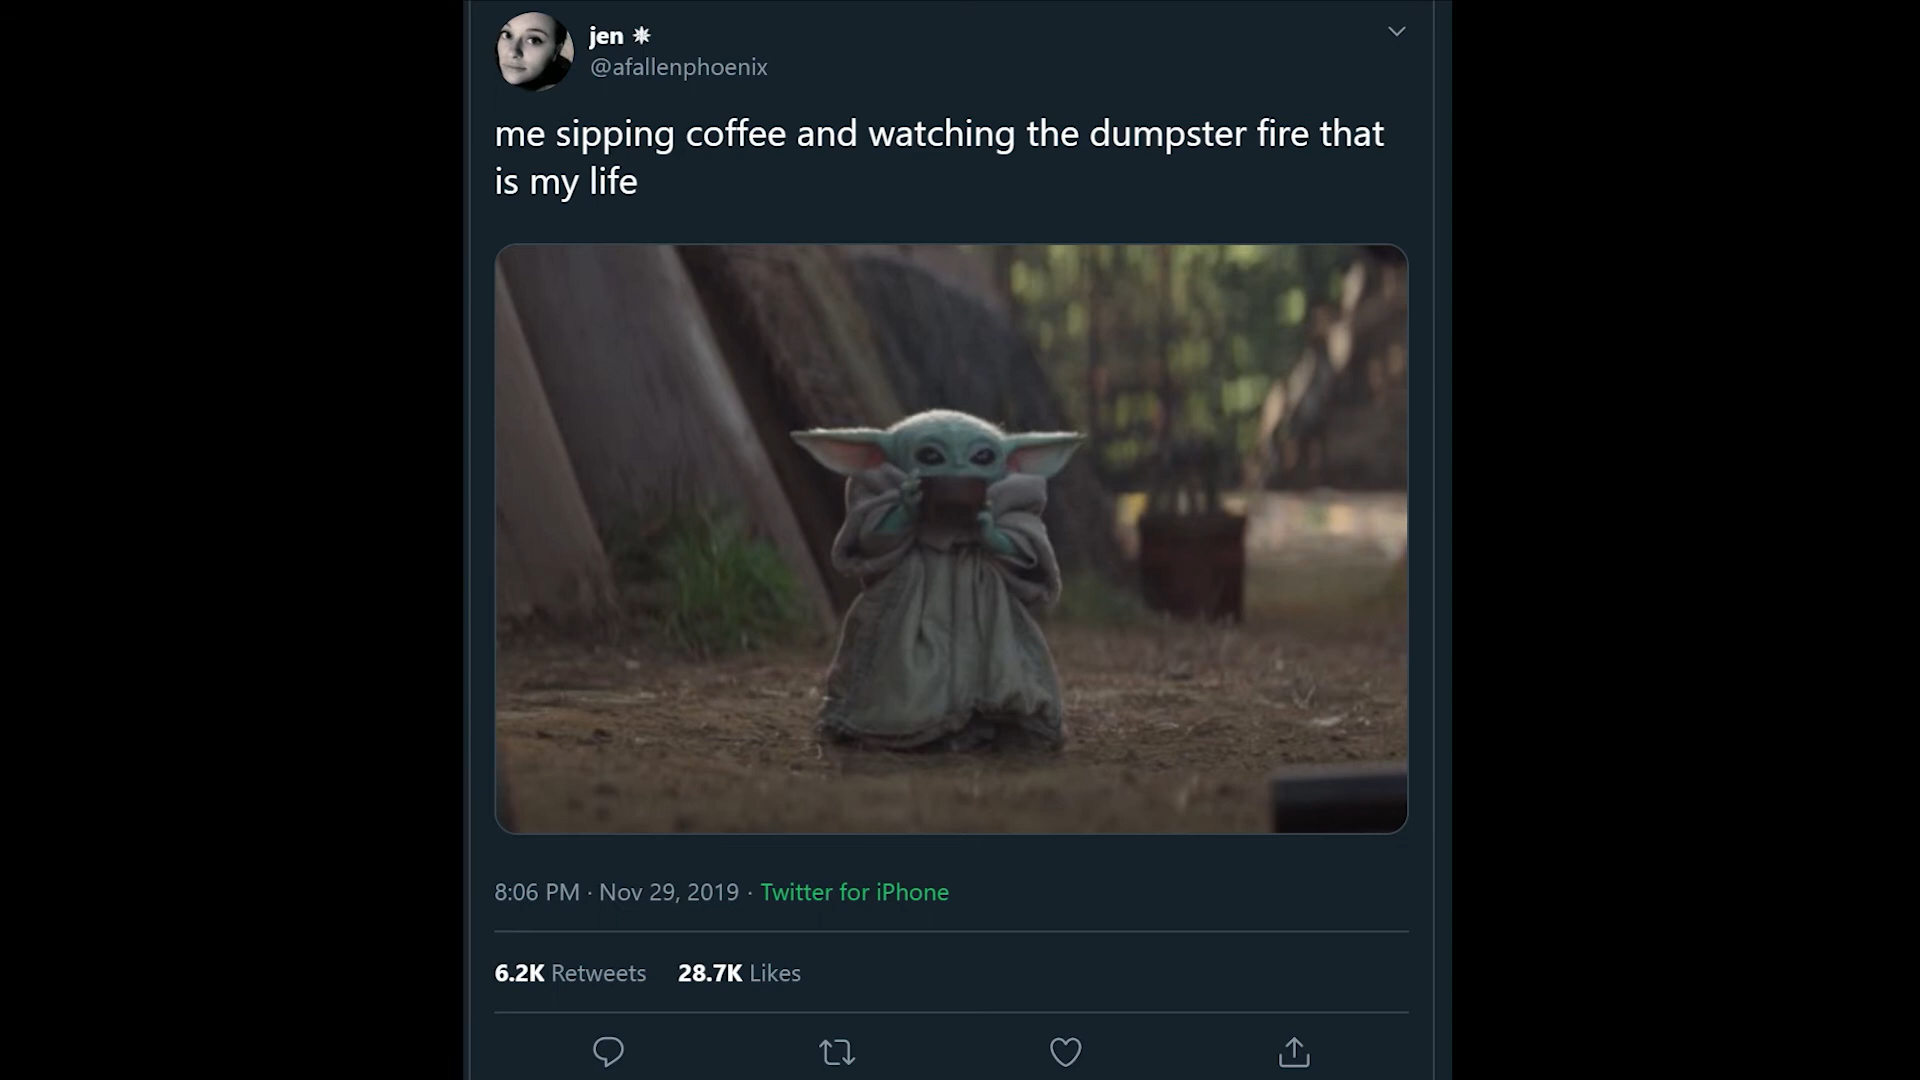 jen ✷
@afallenphoenix
me sipping coffee and watching the dumpster fire that
is my life
8:06 PM · Nov 29, 2019 · Twitter for iPhone
6.2K Retweets 28.7K Likes